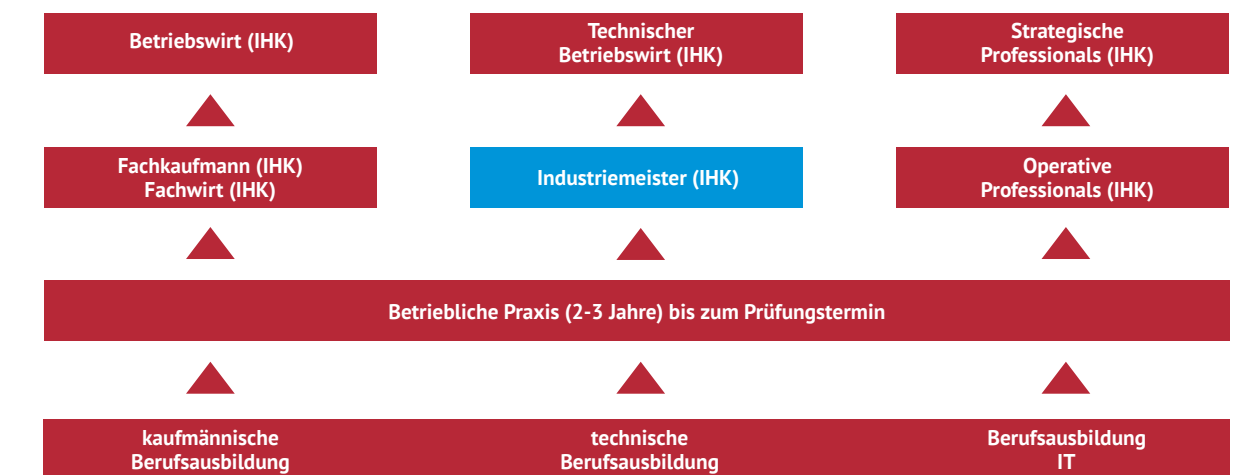 Betriebswirt (IHK)
Technischer
Betriebswirt (IHK)
Strategische
Professionals (IHK)
Fachkaufmann (IHK)
Fachwirt (IHK)
Industriemeister (IHK)
Operative
Professionals (IHK)
Betriebliche Praxis (2-3 Jahre) bis zum Prüfungstermin
kaufmännische
Berufsausbildung
technische
Berufsausbildung
Berufsausbildung
IT